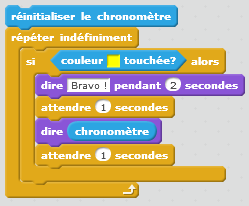 réinitialiser le chronomètre
répéter indéfiniment
si couleur touchée? alors
dire Bravo ! pendant 2 secondes
attendre 1 secondes
dire chronomètre
attendre 1 secondes